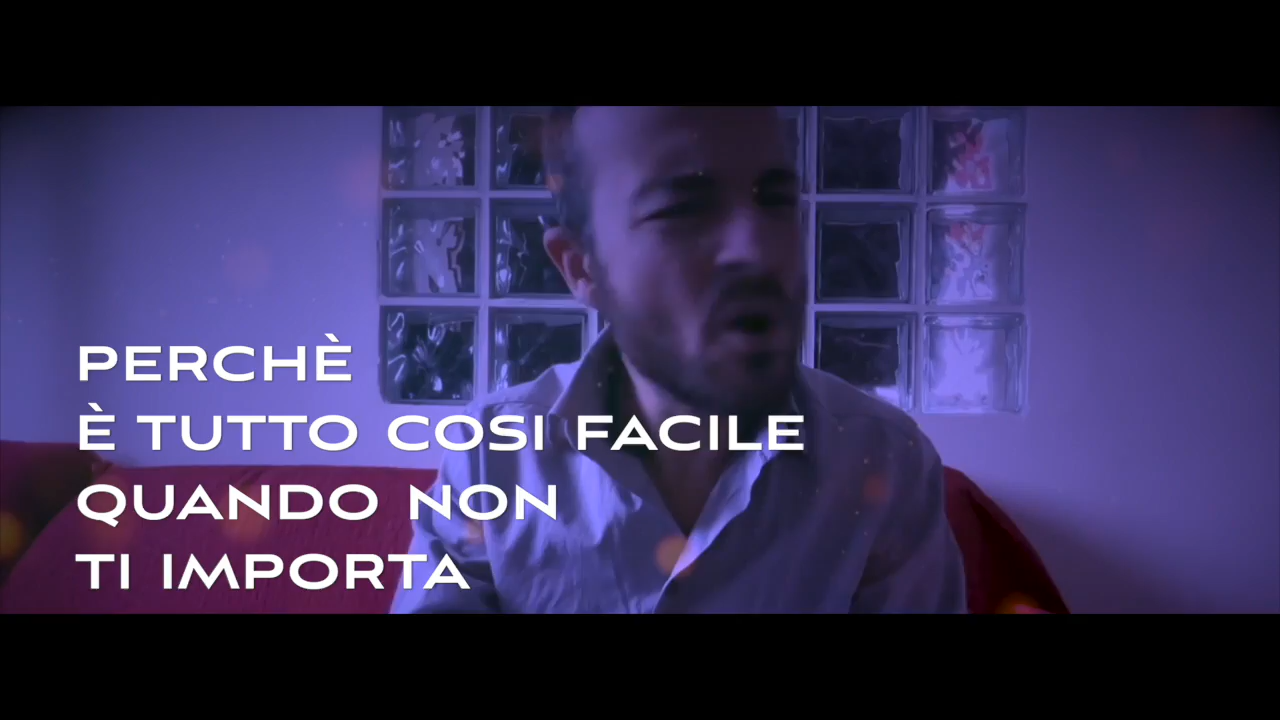 PERCHÈ
È TUTTO COSI FACILE
QUANDO NON
TI IMPORTA